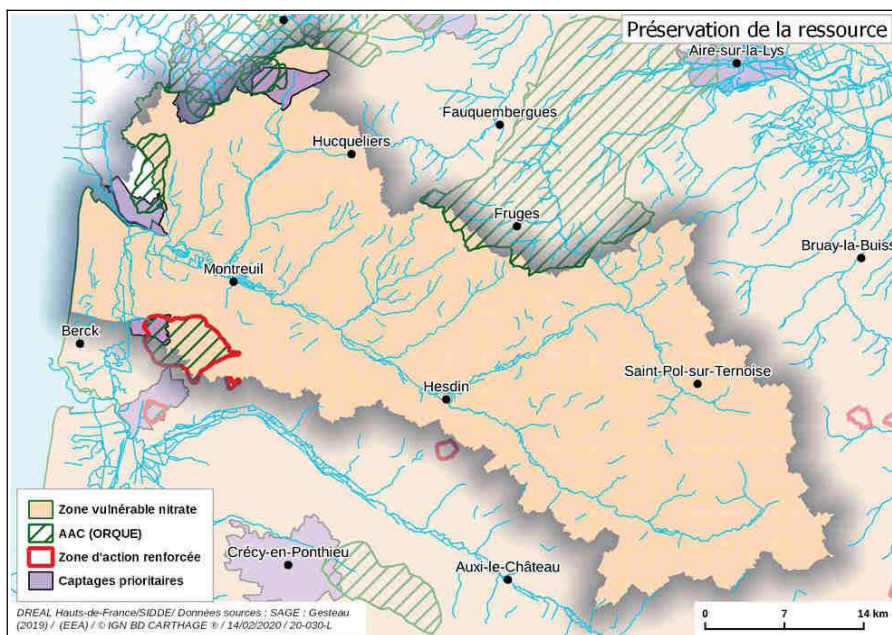 Préservation de la ressource
Aire-sur-la-Lys
Fauquembergues
Hucqueliers
Fruges
Bruay-la-Buiss
Montreuil
Berck
Saint-Pol-sur-Ternoise
Hesdin
Zone vulnérable nitrate
AAC (ORQUE)
Zone d'action renforcée
Captages prioritaires
Crécy-en-Ponthieu
Auxi-le-Château
DREAL Hauts-de-France/SIDDE/ Données sources : SAGE : Gesteau
(2019) / (EEA) / © IGN BD CARTHAGE ® / 14/02/2020 / 20-030-L
0 7 14 km